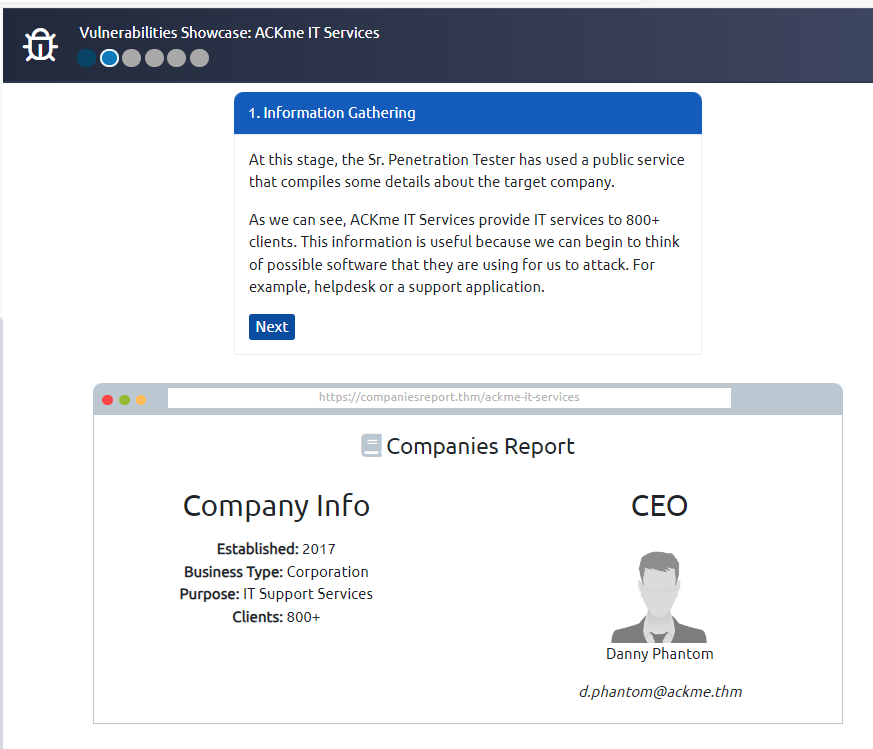 Vulnerabilities Showcase: ACKme IT Services
1. Information Gathering
At this stage, the Sr. Penetration Tester has used a public service
that compiles some details about the target company.
As we can see, ACKme IT Services provide IT services to 800+
clients. This information is useful because we can begin to think
of possible software that they are using for us to attack. For
example, helpdesk or a support application.
Next
https://companiesreport.thm/ackme-it-services
Companies Report
Company Info
Established: 2017
Business Type: Corporation
Purpose: IT Support Services
Clients: 800+
CEO
Danny Phantom
d.phantom@ackme.thm